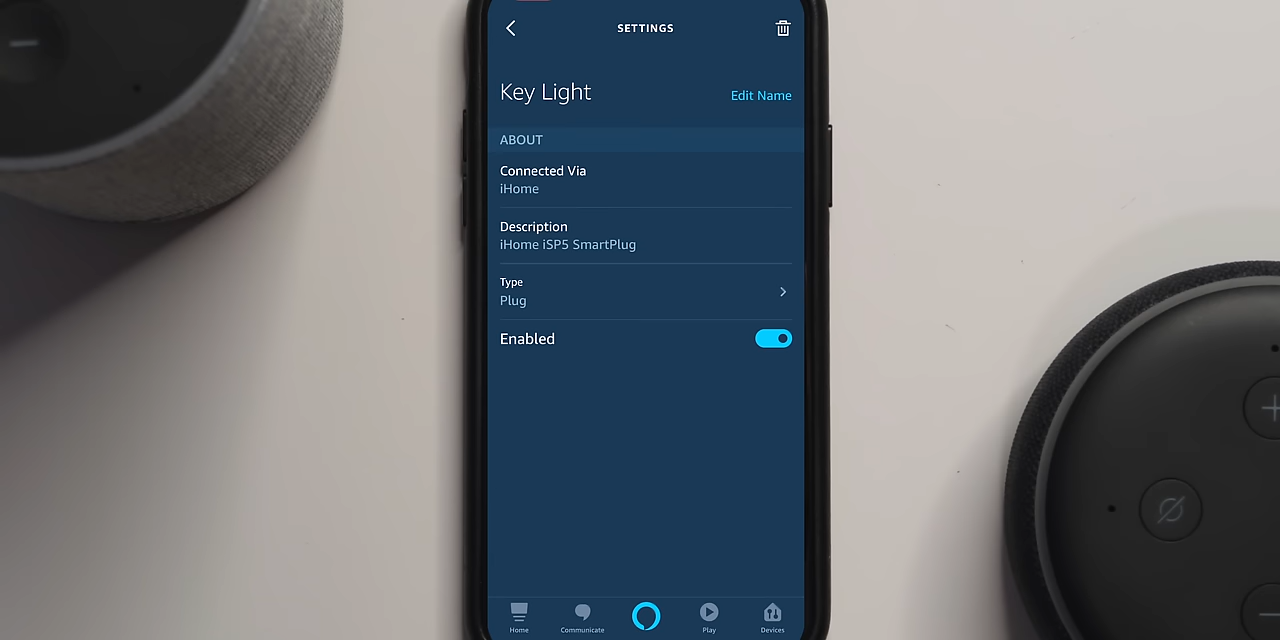 SETTINGS
Key Light
Edit Name
ABOUT
Connected Via
iHome
Description
iHome iSP5 SmartPlug
Type
Plug
Enabled
Home
Communicate
Play
Devices